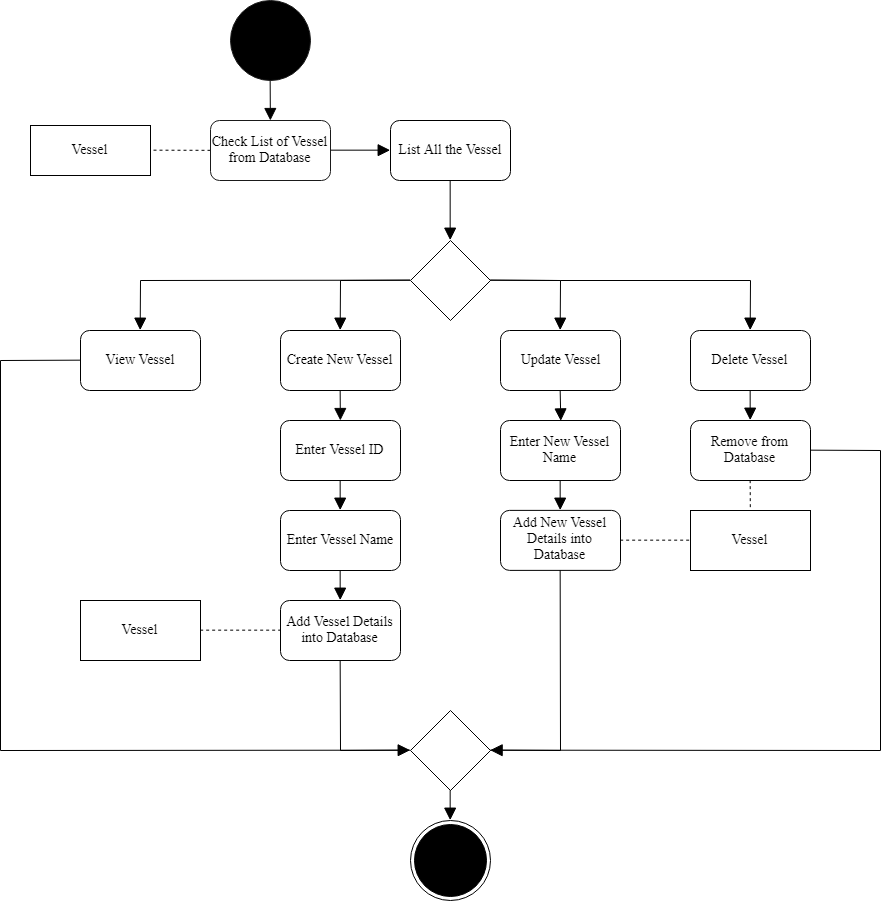 Vessel
Check List of Vessel
from Database
List All the Vessel
View Vessel
Create New Vessel
Update Vessel
Delete Vessel
Enter Vessel ID
Enter New Vessel
Name
Remove from
Database
Enter Vessel Name
Add New Vessel
Details into
Database
Vessel
Vessel
Add Vessel Details
into Database